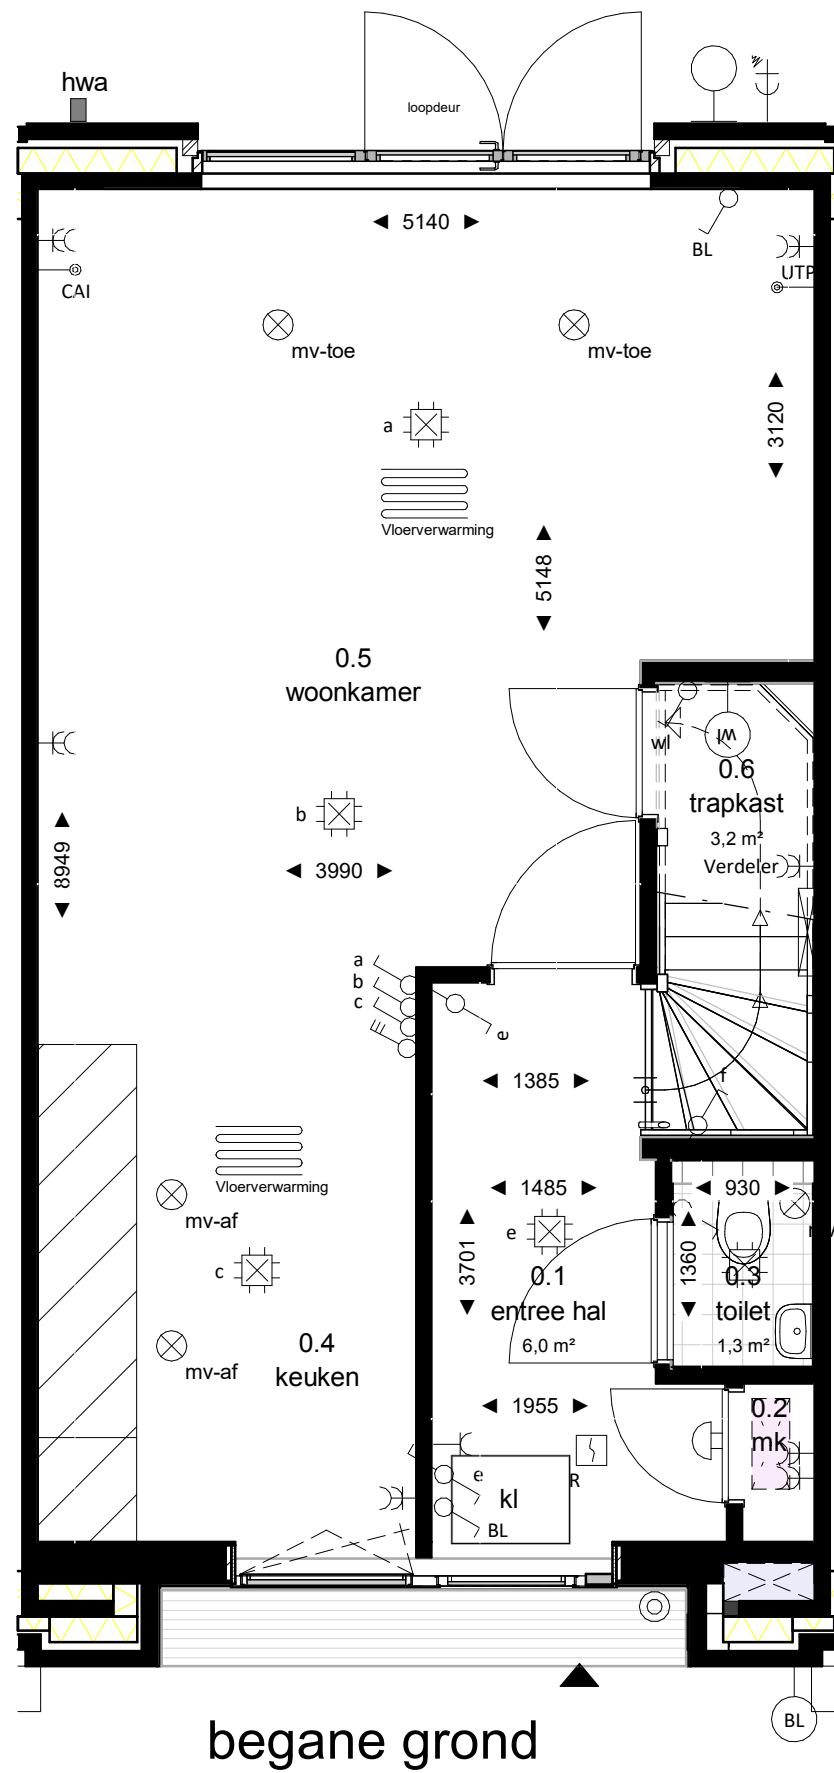 hwa
loopdeur
5140
BL
CAI
UTP
mv-toe
mv-toe
a
3120
Vloerverwarming
5148
0.5
woonkamer
wl
wl
0.6
trapkast
3,2 m²
Verdeler
b
3990
8949
a
b
c
e
1385
f
Vloerverwarming
1485
930
mv-af
e
3701
1360
c
0.1
entree hal
6,0 m²
0.3
toilet
1,3 m²
mv-af
0.4
keuken
1955
0.2
mk
e
R
kl
BL
BL
begane grond